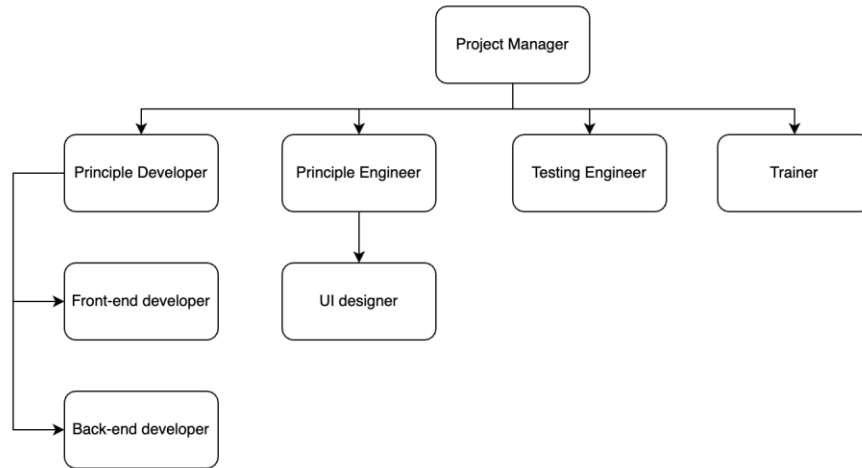 Project Manager
Principle Developer
Principle Engineer
Testing Engineer
Trainer
Front-end developer
UI designer
Back-end developer